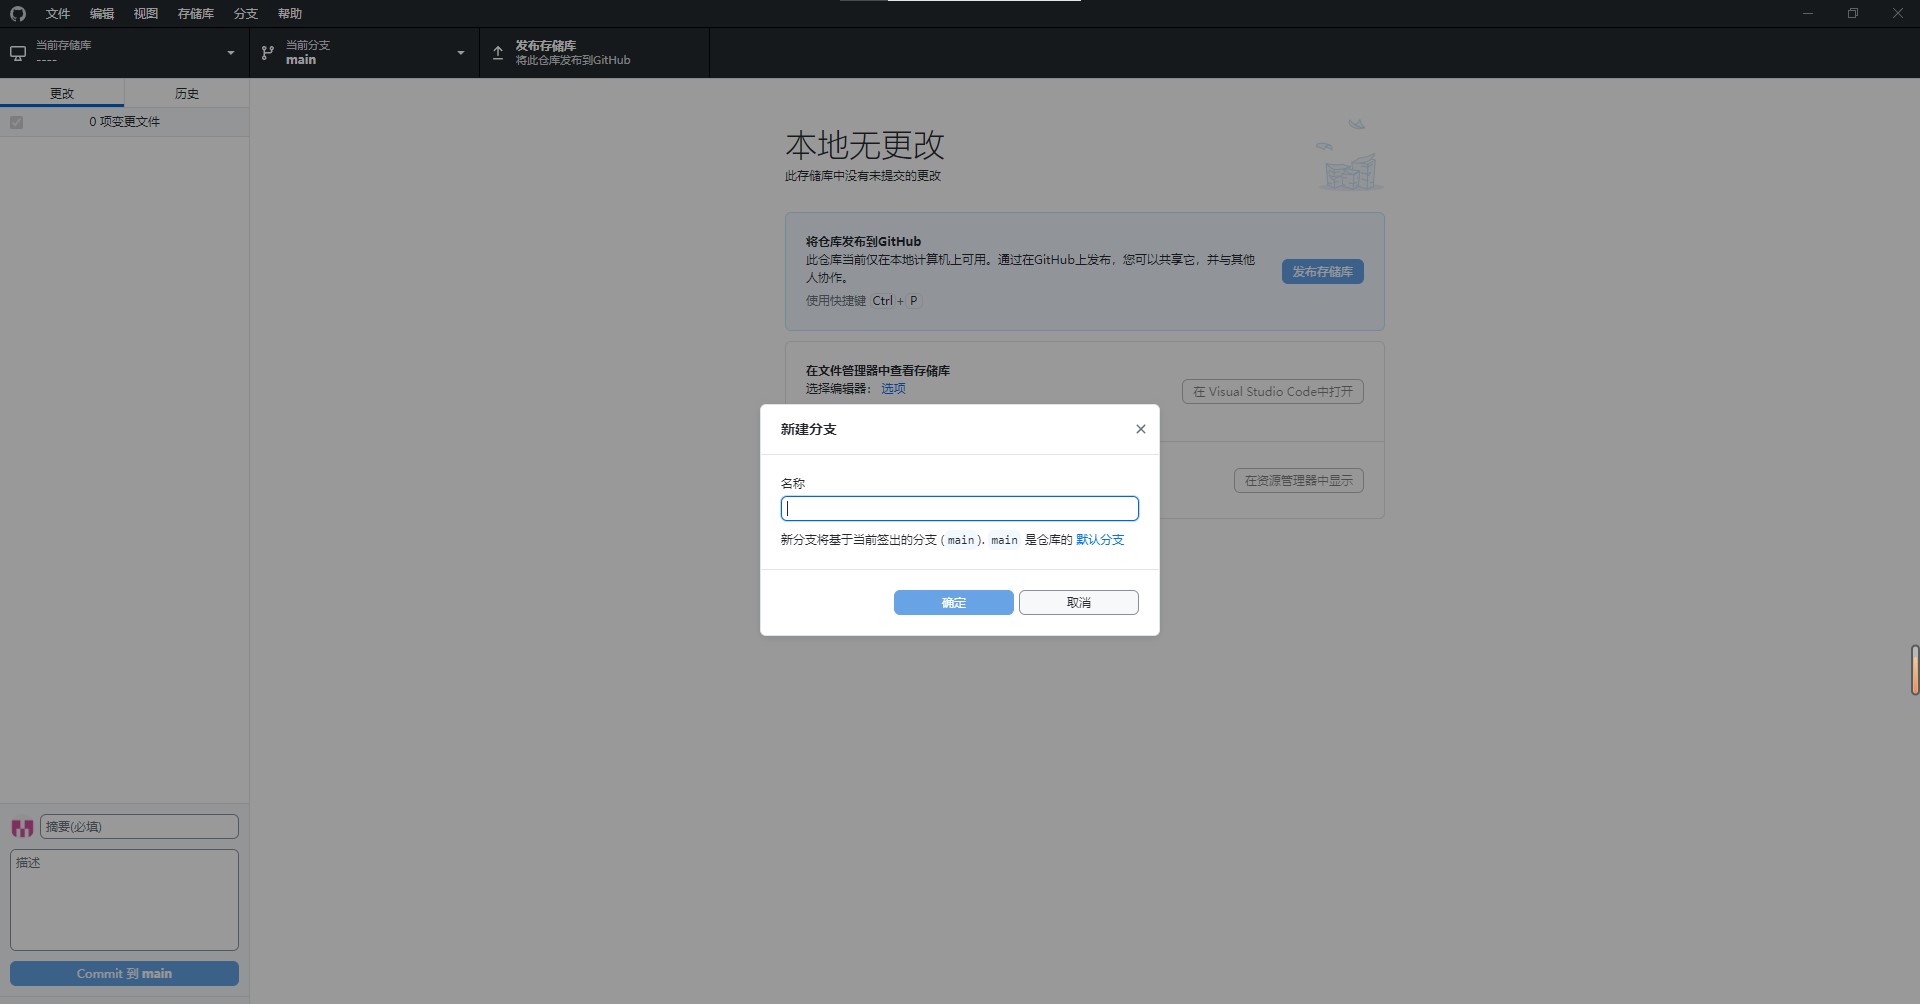 文件 编辑 视图 存储库 分支 帮助
当前存储库
----
当前分支
main
发布存储库
将此仓库发布到GitHub
更改 历史
0 项变更文件
本地无更改
此存储库中没有未提交的更改
将仓库发布到GitHub
此仓库当前仅在本地计算机上可用。通过在GitHub上发布，您可以共享它，并与其他
人协作。
使用快捷键 Ctrl + P
发布存储库
在文件管理器中查看存储库
选择编辑器： 选项
在 Visual Studio Code中打开
在资源管理器中显示
新建分支
名称
新分支将基于当前签出的分支 (main). main 是仓库的 默认分支
确定 取消
摘要(必填)
描述
Commit 到 main